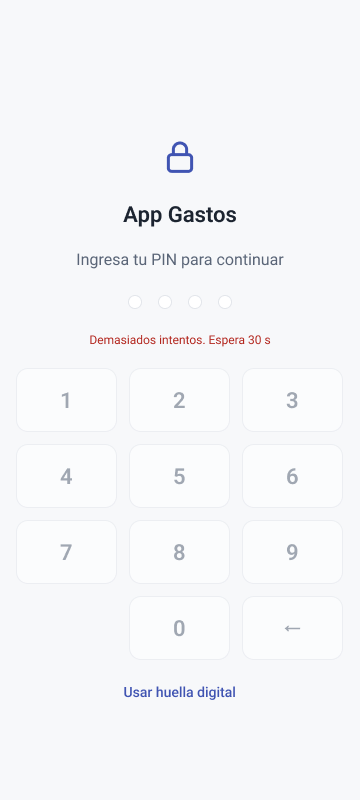 App Gastos
Ingresa tu PIN para continuar
Demasiados intentos. Espera 30 s
1 2 3
4 5 6
7 8 9
0 ←
Usar huella digital